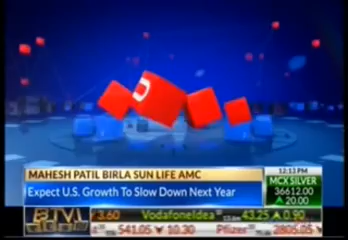 MAHESH PATIL BIRLA SUN LIFE AMC
12:13 PM
Expect U.S. Growth To Slow Down Next Year
MCX SILVER
36612.00
20.00
3.60
VodafoneIdea
43.25
0.90
541.05
10.30
Pfizer
2805.05